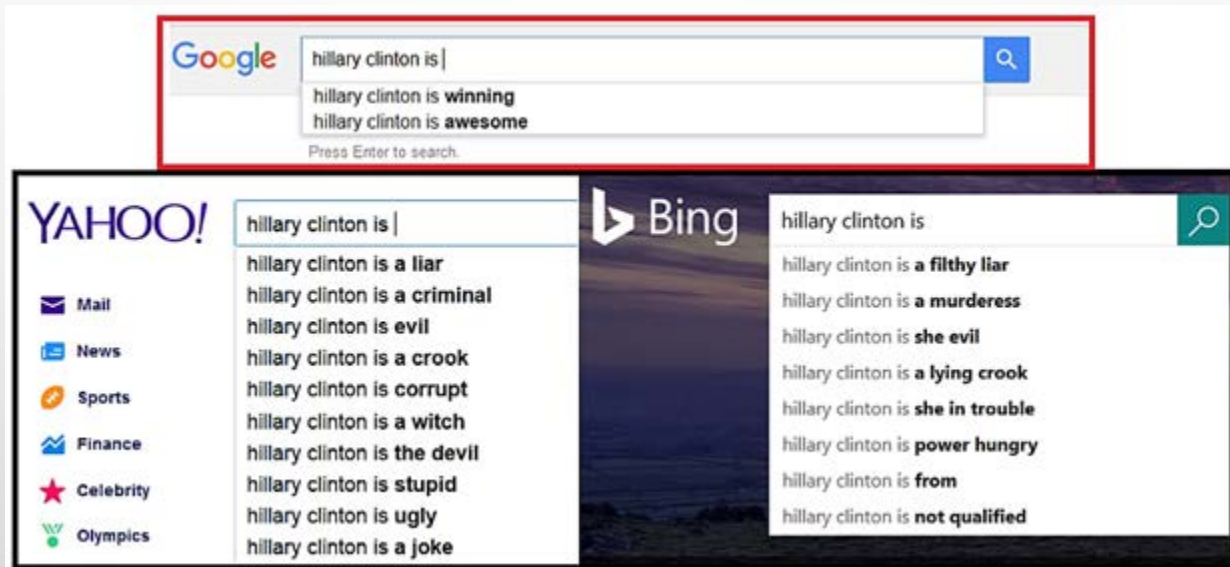 Google
hillary clinton is
hillary clinton is winning
hillary clinton is awesome
Press Enter to search.
YAHOO!
hillary clinton is
hillary clinton is a liar
hillary clinton is a criminal
hillary clinton is evil
hillary clinton is a crook
hillary clinton is corrupt
hillary clinton is a witch
hillary clinton is the devil
hillary clinton is stupid
hillary clinton is ugly
hillary clinton is a joke
Mail
News
Sports
Finance
Celebrity
Olympics
Bing
hillary clinton is
hillary clinton is a filthy liar
hillary clinton is a murderess
hillary clinton is she evil
hillary clinton is a lying crook
hillary clinton is she in trouble
hillary clinton is power hungry
hillary clinton is from
hillary clinton is not qualified